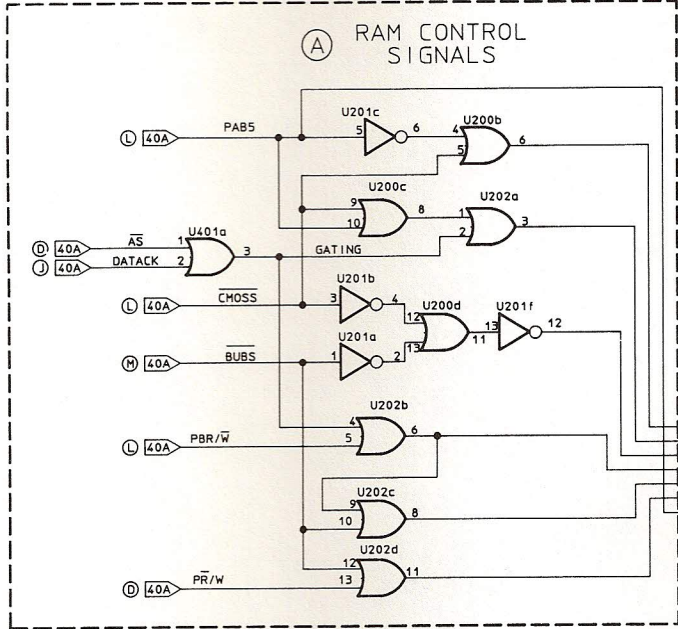 A RAM CONTROL
SIGNALS
U201c
U200b
L 40A PAB5
5 6 4 5 6
U200c
U202a
9 10 8 1 2 3
U401a
D 40A A̅S̅ 1
J 40A DATACK 2
3 GATING
U201b
U200d
U201f
L 40A C̅M̅O̅S̅S̅ 3 4 12
13 11 13 12
U201a
M 40A B̅U̅B̅S̅ 1 2
U202b
4 5 6
L 40A PBR/W̅
U202c
9 10 8
U202d
12 13 11
D 40A PR̅/W